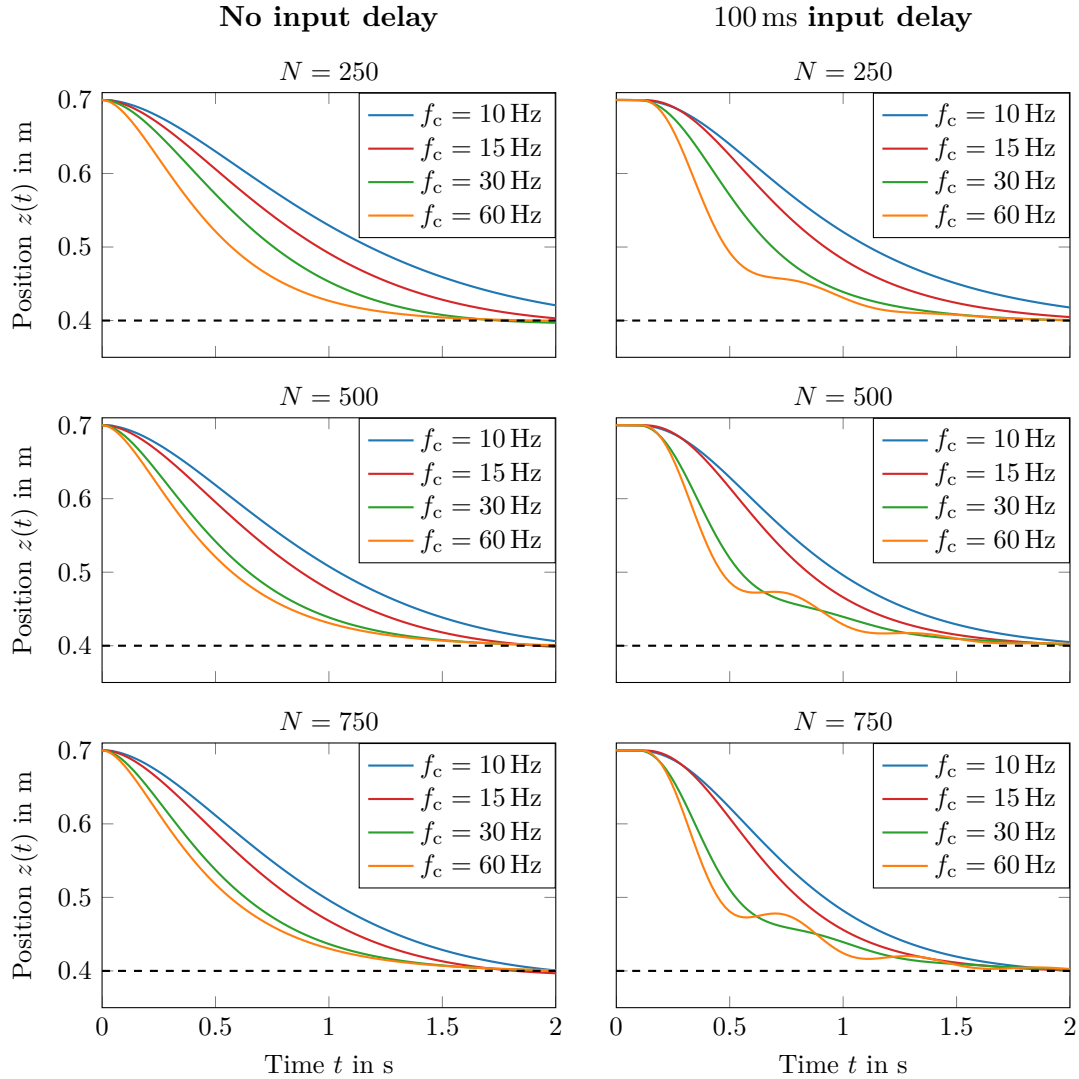 No input delay
100 ms input delay
N = 250
0.7
0.6
0.5
0.4
Position z(t) in m
f_c = 10 Hz
f_c = 15 Hz
f_c = 30 Hz
f_c = 60 Hz
N = 250
f_c = 10 Hz
f_c = 15 Hz
f_c = 30 Hz
f_c = 60 Hz
N = 500
0.7
0.6
0.5
0.4
Position z(t) in m
f_c = 10 Hz
f_c = 15 Hz
f_c = 30 Hz
f_c = 60 Hz
N = 500
f_c = 10 Hz
f_c = 15 Hz
f_c = 30 Hz
f_c = 60 Hz
N = 750
0.7
0.6
0.5
0.4
Position z(t) in m
f_c = 10 Hz
f_c = 15 Hz
f_c = 30 Hz
f_c = 60 Hz
0 0.5 1 1.5 2
Time t in s
N = 750
f_c = 10 Hz
f_c = 15 Hz
f_c = 30 Hz
f_c = 60 Hz
0 0.5 1 1.5 2
Time t in s